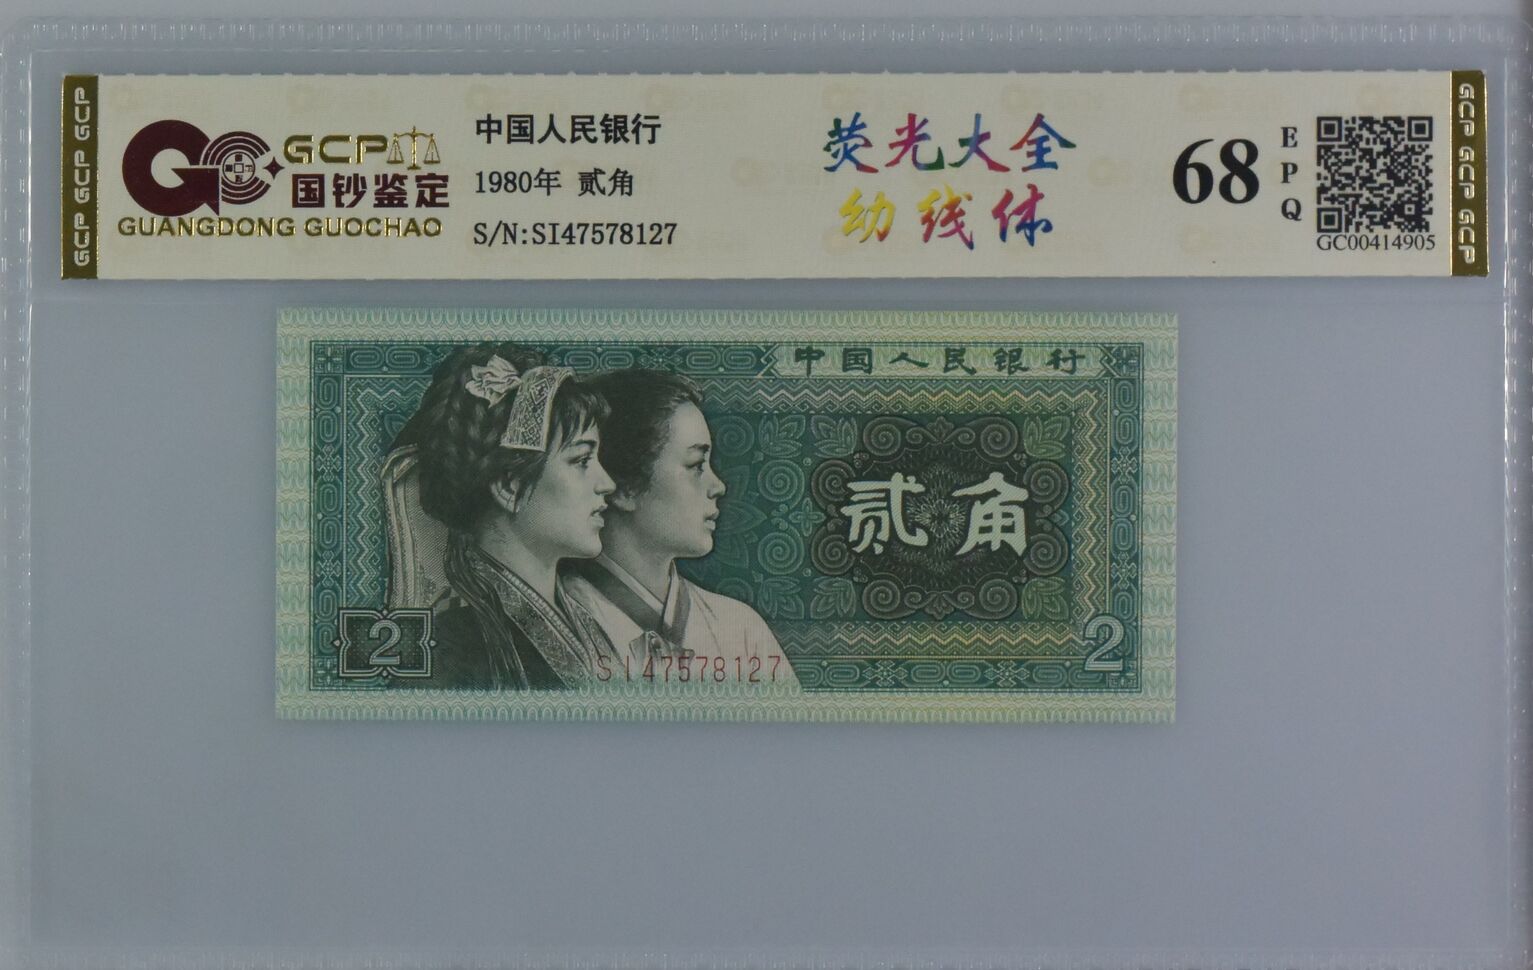 GCP GCP GCP
GCP
国钞鉴定
GUANGDONG GUOCHAO
中国人民银行
1980年 贰角
S/N:SI47578127
荧光大全
幼线体
68
EPQ
GC00414905
GCP GCP GCP
中国人民银行
贰角
2
2
SI47578127